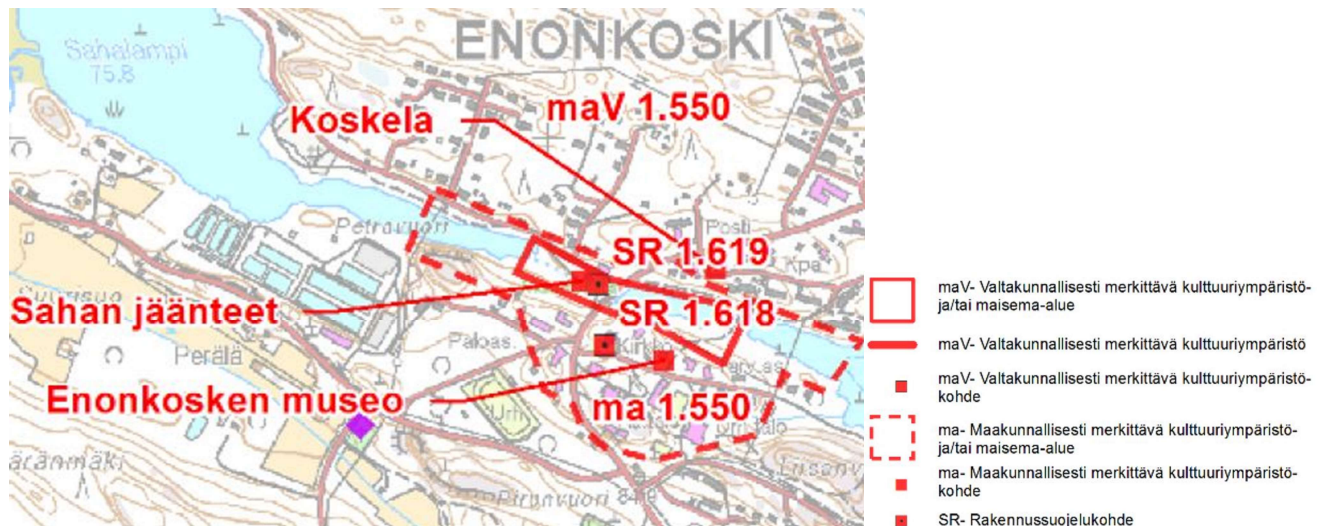 ENONKOSKI
Sahalampi
75.8
Koskela
maV 1.550
Petravuori
Posti
SR 1.619
Sahan jäänteet
SR 1.618
Perälä
Paloas.
Kirkko
Enonkosken museo
ma 1.550
Urh.
Piranvuori
maV- Valtakunnallisesti merkittävä kulttuuriympäristö-
ja/tai maisema-alue
maV- Valtakunnallisesti merkittävä kulttuuriympäristö
maV- Valtakunnallisesti merkittävä kulttuuriympäristö-
kohde
ma- Maakunnallisesti merkittävä kulttuuriympäristö-
ja/tai maisema-alue
ma- Maakunnallisesti merkittävä kulttuuriympäristö-
kohde
SR- Rakennussuojelukohde